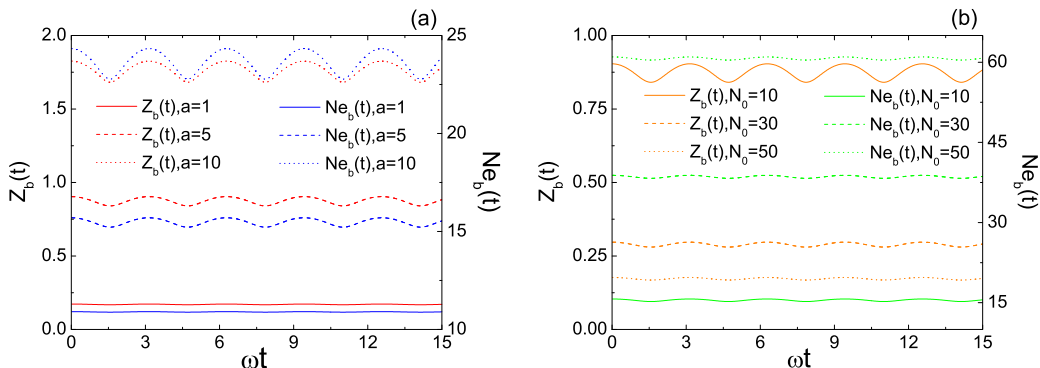 (a)
2.0
25
Z_b(t),a=1
Ne_b(t),a=1
1.5
Z_b(t),a=5
Ne_b(t),a=5
20
Z_b(t),a=10
Ne_b(t),a=10
Z_b(t)
1.0
Ne_b(t)
15
0.5
0.0
10
0
3
6
9
12
15
ωt
(b)
1.00
60
0.75
Z_b(t),N_0=10
Ne_b(t),N_0=10
Z_b(t),N_0=30
Ne_b(t),N_0=30
45
Z_b(t),N_0=50
Ne_b(t),N_0=50
Z_b(t)
0.50
Ne_b(t)
30
0.25
15
0.00
0
3
6
9
12
15
ωt